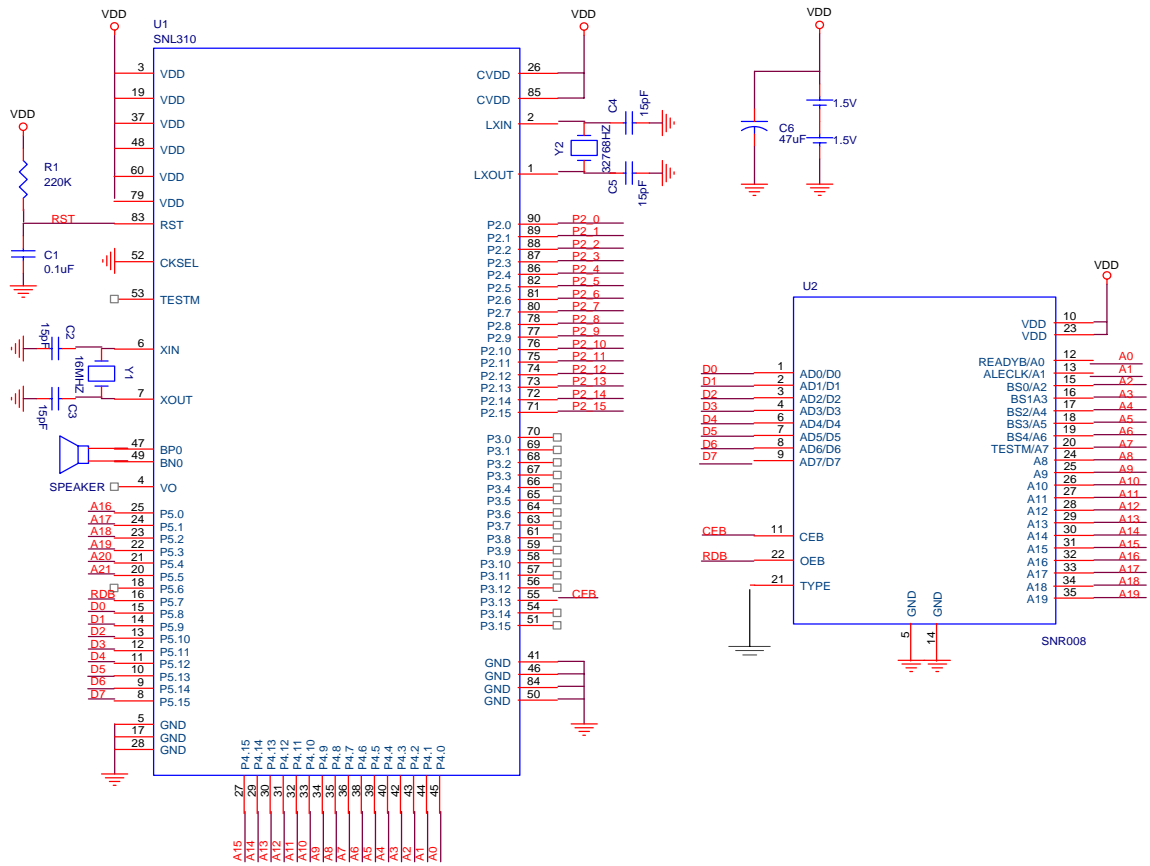 VDD
VDD
VDD
VDD
VDD
U1
SNL310
3 VDD
19 VDD
37 VDD
48 VDD
60 VDD
79 VDD
RST 83 RST
52 CKSEL
53 TESTM
6 XIN
7 XOUT
47 BP0
49 BN0
4 VO
A16 25 P5.0
A17 24 P5.1
A18 23 P5.2
A19 22 P5.3
A20 21 P5.4
A21 20 P5.5
18 P5.6
RDB 16 P5.7
D0 15 P5.8
D1 14 P5.9
D2 13 P5.10
D3 12 P5.11
D4 11 P5.12
D5 10 P5.13
D6 9 P5.14
D7 8 P5.15
5 GND
17 GND
28 GND
R1
220K
C1
0.1uF
C2
15pF
16MHZ
Y1
C3
15pF
SPEAKER
CVDD 26
CVDD 85
LXIN 2
LXOUT 1
C4
15pF
Y2
32768HZ
C5
15pF
P2.0 90 P2_0
P2.1 89 P2_1
P2.2 88 P2_2
P2.3 87 P2_3
P2.4 86 P2_4
P2.5 82 P2_5
P2.6 81 P2_6
P2.7 80 P2_7
P2.8 78 P2_8
P2.9 77 P2_9
P2.10 76 P2_10
P2.11 75 P2_11
P2.12 74 P2_12
P2.13 73 P2_13
P2.14 72 P2_14
P2.15 71 P2_15
P3.0 70
P3.1 69
P3.2 68
P3.3 67
P3.4 66
P3.5 65
P3.6 64
P3.7 63
P3.8 61
P3.9 59
P3.10 58
P3.11 57
P3.12 56
P3.13 55 CEB
P3.14 54
P3.15 51
GND 41
GND 46
GND 84
GND 50
P4.15 27 A15
P4.14 29 A14
P4.13 30 A13
P4.12 31 A12
P4.11 32 A11
P4.10 33 A10
P4.9 34 A9
P4.8 35 A8
P4.7 36 A7
P4.6 38 A6
P4.5 39 A5
P4.4 40 A4
P4.3 42 A3
P4.2 43 A2
P4.1 44 A1
P4.0 45 A0
C6
47uF
1.5V
1.5V
U2
D0 1 AD0/D0
D1 2 AD1/D1
D2 3 AD2/D2
D3 4 AD3/D3
D4 6 AD4/D4
D5 7 AD5/D5
D6 8 AD6/D6
D7 9 AD7/D7
CEB 11 CEB
RDB 22 OEB
21 TYPE
VDD 10
VDD 23
READYB/A0 12 A0
ALECLK/A1 13 A1
BS0/A2 15 A2
BS1A3 16 A3
BS2/A4 17 A4
BS3/A5 18 A5
BS4/A6 19 A6
TESTM/A7 20 A7
A8 24 A8
A9 25 A9
A10 26 A10
A11 27 A11
A12 28 A12
A13 29 A13
A14 30 A14
A15 31 A15
A16 32 A16
A17 33 A17
A18 34 A18
A19 35 A19
GND 5
GND 14
SNR008